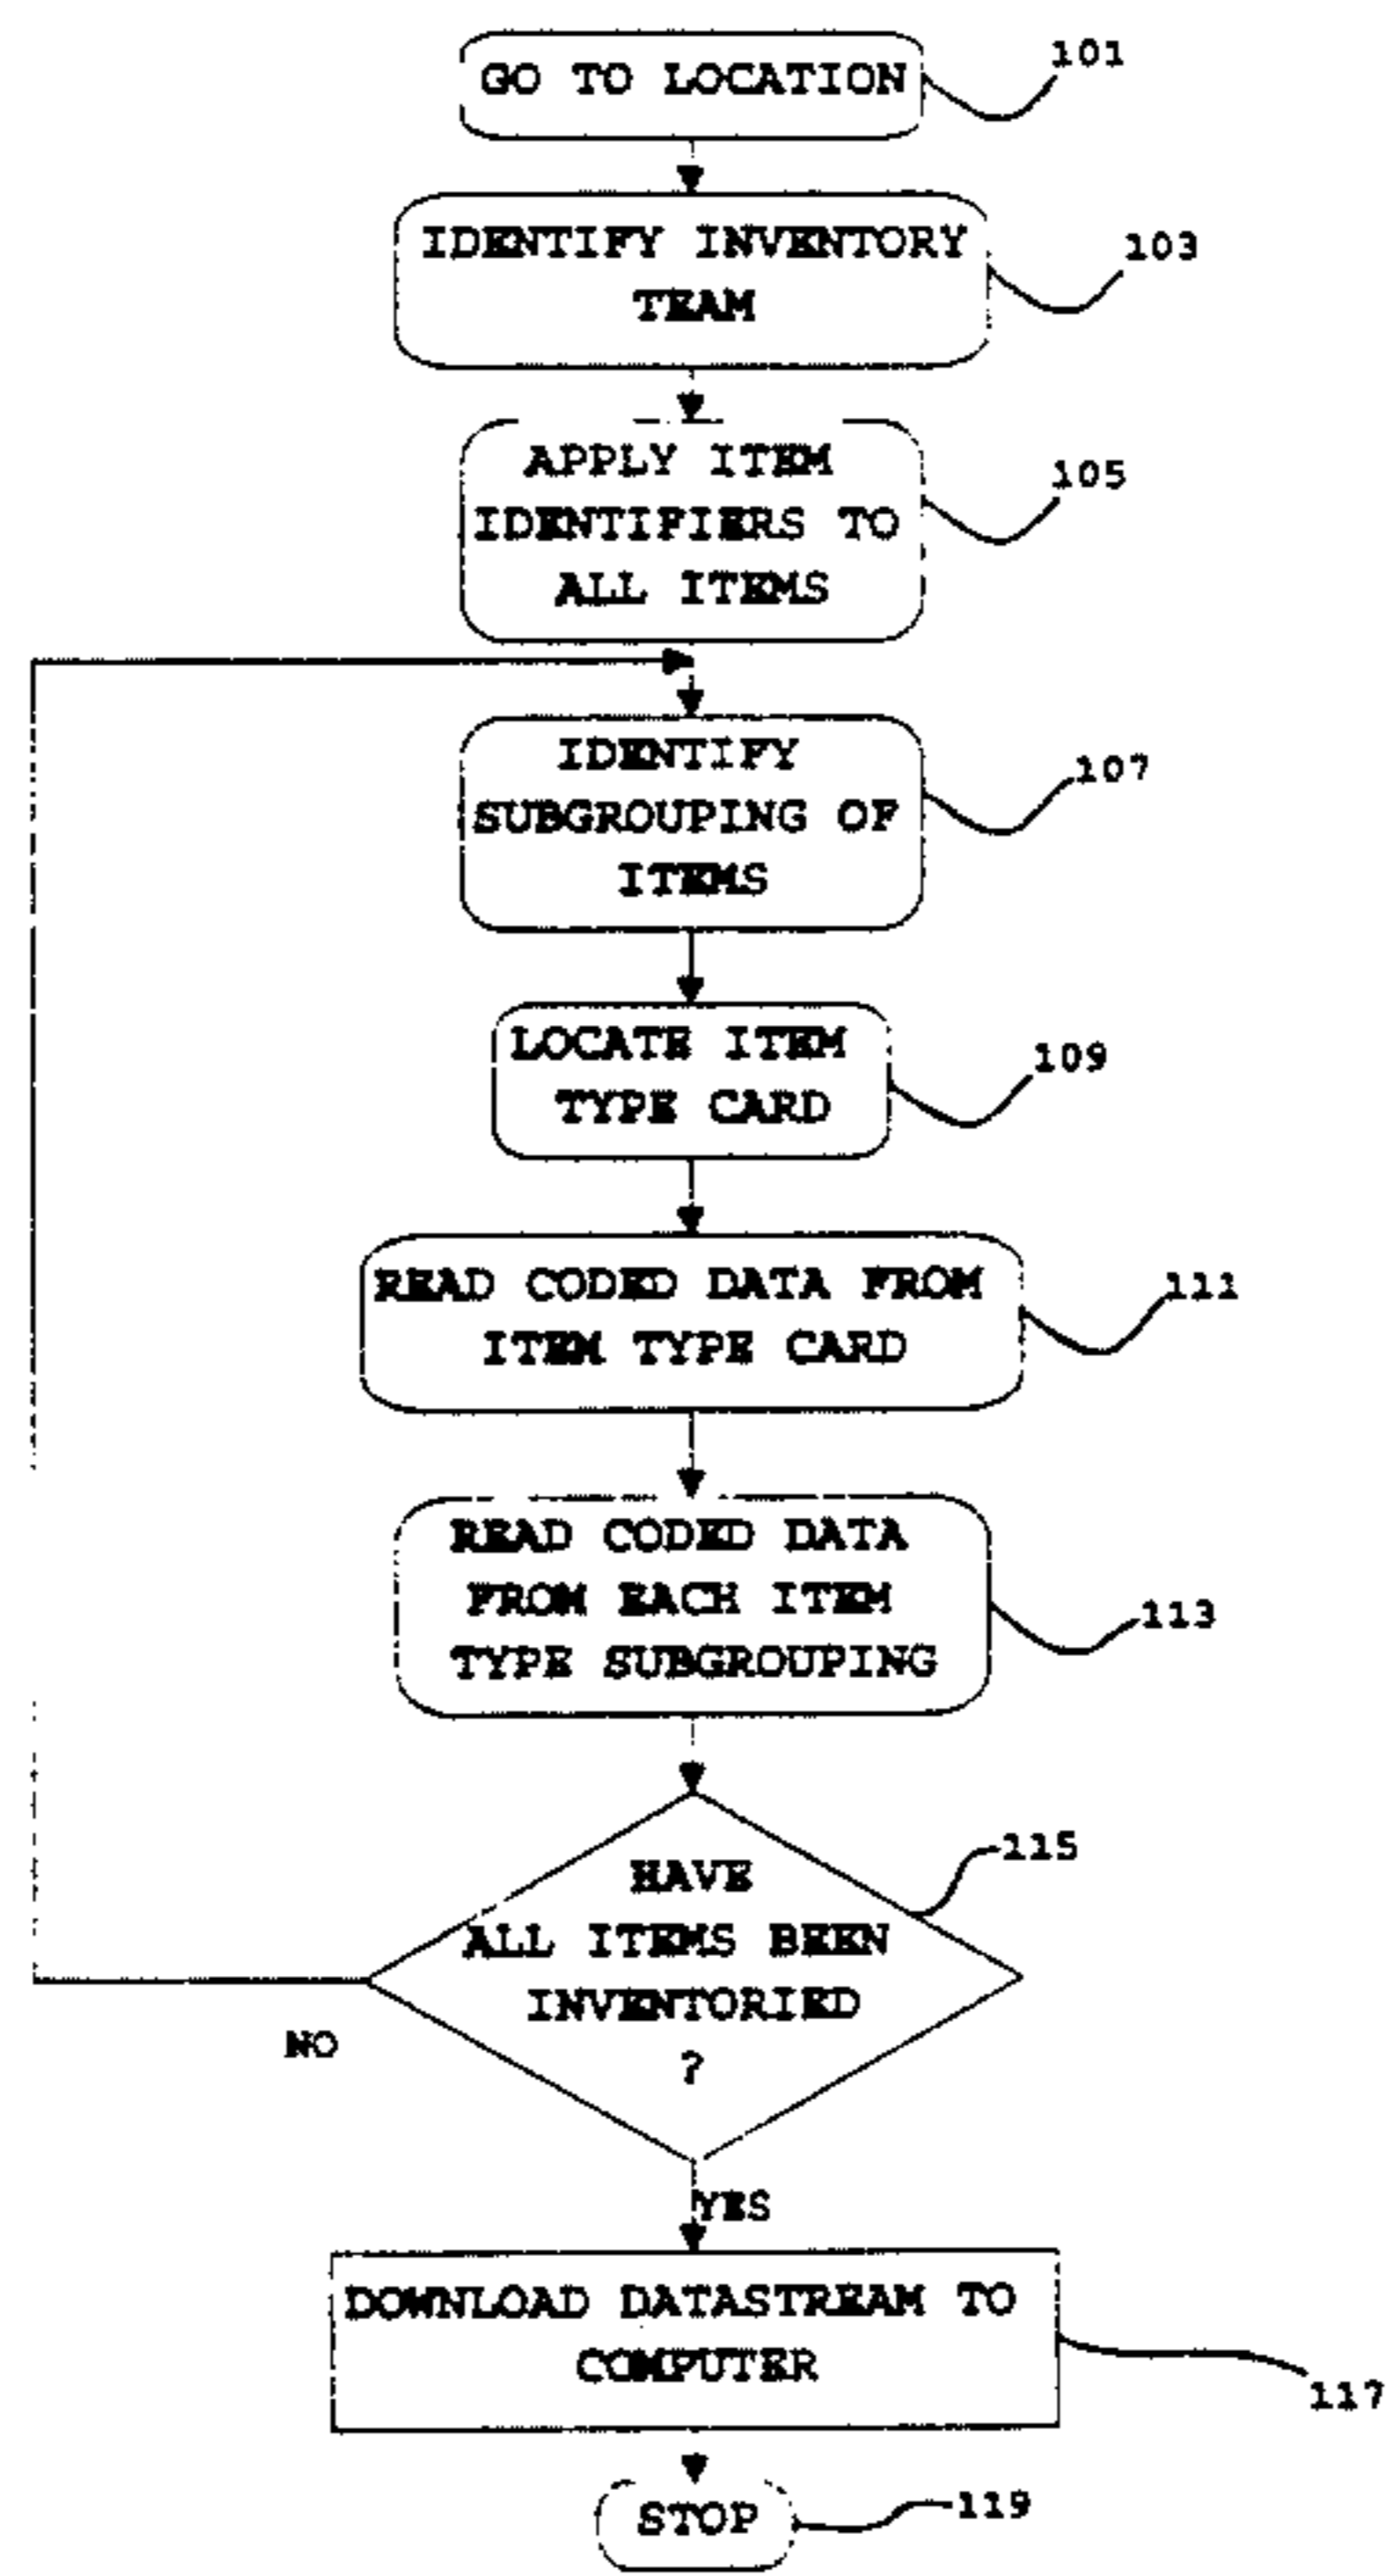 GO TO LOCATION
101
IDENTIFY INVENTORY
TEAM
103
APPLY ITEM
IDENTIFIERS TO
ALL ITEMS
105
IDENTIFY
SUBGROUPING OF
ITEMS
107
LOCATE ITEM
TYPE CARD
109
READ CODED DATA FROM
ITEM TYPE CARD
111
READ CODED DATA
FROM EACH ITEM
TYPE SUBGROUPING
113
HAVE
ALL ITEMS BEEN
INVENTORIED
?
115
NO
YES
DOWNLOAD DATASTREAM TO
COMPUTER
117
STOP
119